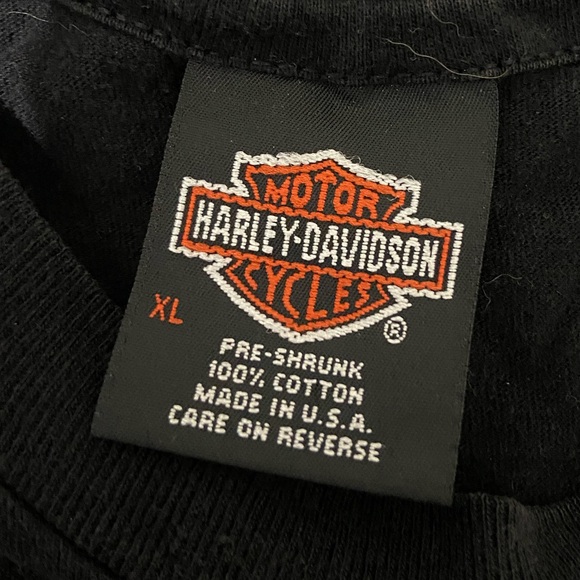 MOTOR
HARLEY-DAVIDSON
CYCLES
®
XL
PRE-SHRUNK
100% COTTON
MADE IN U.S.A.
CARE ON REVERSE